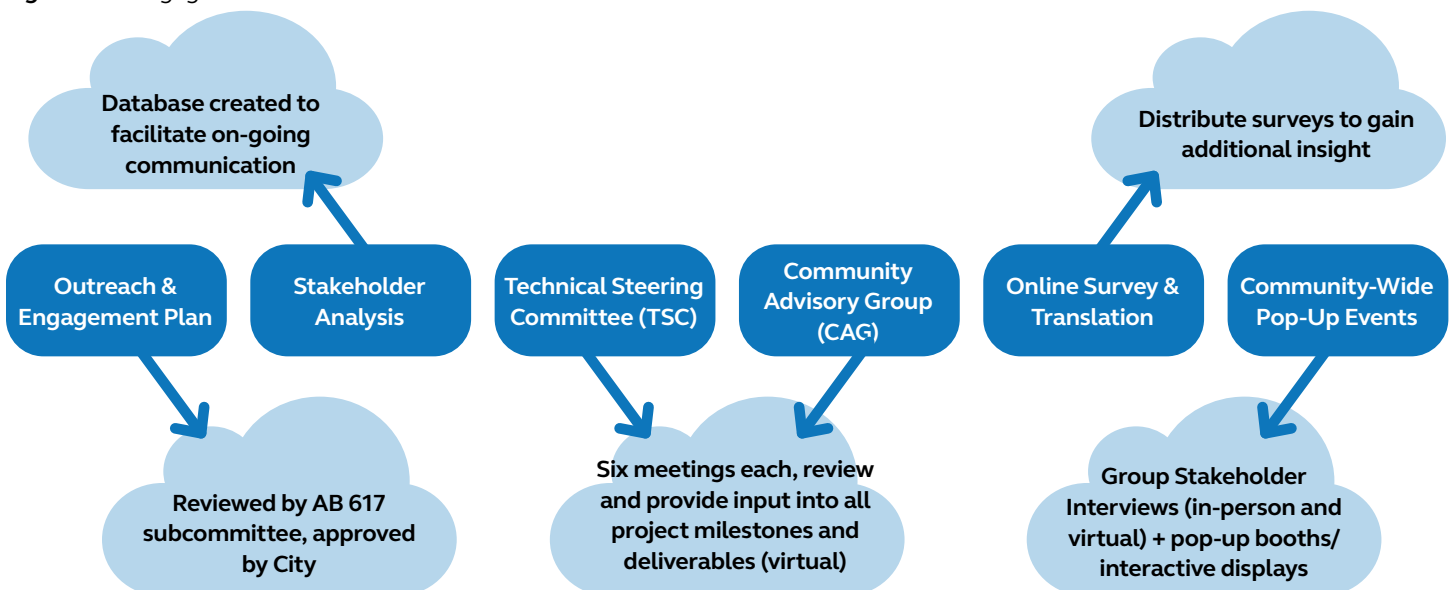 Database created to
facilitate on-going
communication
Distribute surveys to gain
additional insight
Outreach &
Engagement Plan
Stakeholder
Analysis
Technical Steering
Committee (TSC)
Community
Advisory Group
(CAG)
Online Survey &
Translation
Community-Wide
Pop-Up Events
Reviewed by AB 617
subcommittee, approved
by City
Six meetings each, review
and provide input into all
project milestones and
deliverables (virtual)
Group Stakeholder
Interviews (in-person and
virtual) + pop-up booths/
interactive displays